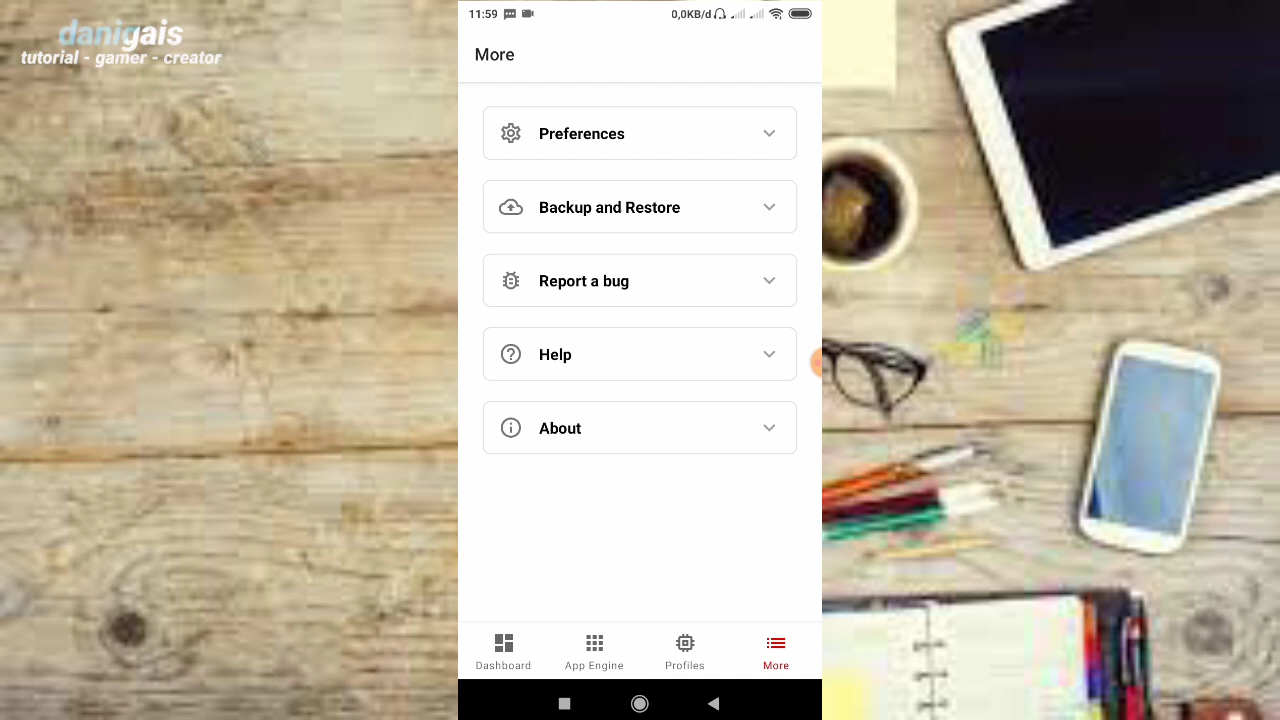 danigais
tutorial - gamer - creator
11:59
0,0KB/d
More
Preferences
Backup and Restore
Report a bug
Help
About
Dashboard
App Engine
Profiles
More